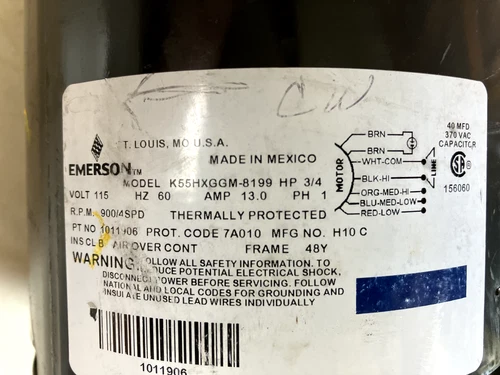 CW
T. LOUIS, MO U.S.A.
EMERSON TM
MADE IN MEXICO
MODEL K55HXGGM-8199 HP 3/4
VOLT 115 HZ 60 AMP 13.0 PH 1
R.P.M. 900/4SPD THERMALLY PROTECTED
PT NO 1011906 PROT. CODE 7A010 MFG NO. H10 C
INS CL B AIR OVER CONT FRAME 48Y
WARNING FOLLOW ALL SAFETY INFORMATION. TO
DUCE POTENTIAL ELECTRICAL SHOCK,
DISCONNECT POWER BEFORE SERVICING. FOLLOW
NATIONAL AND LOCAL CODES FOR GROUNDING AND
INSULATE UNUSED LEAD WIRES INDIVIDUALLY
1011906
MOTOR
BRN
BRN
WHT-COM
BLK-HI
ORG-MED-HI
BLU-MED-LOW
RED-LOW
LINE
40 MFD
370 VAC
CAPACITOR
SA
156060